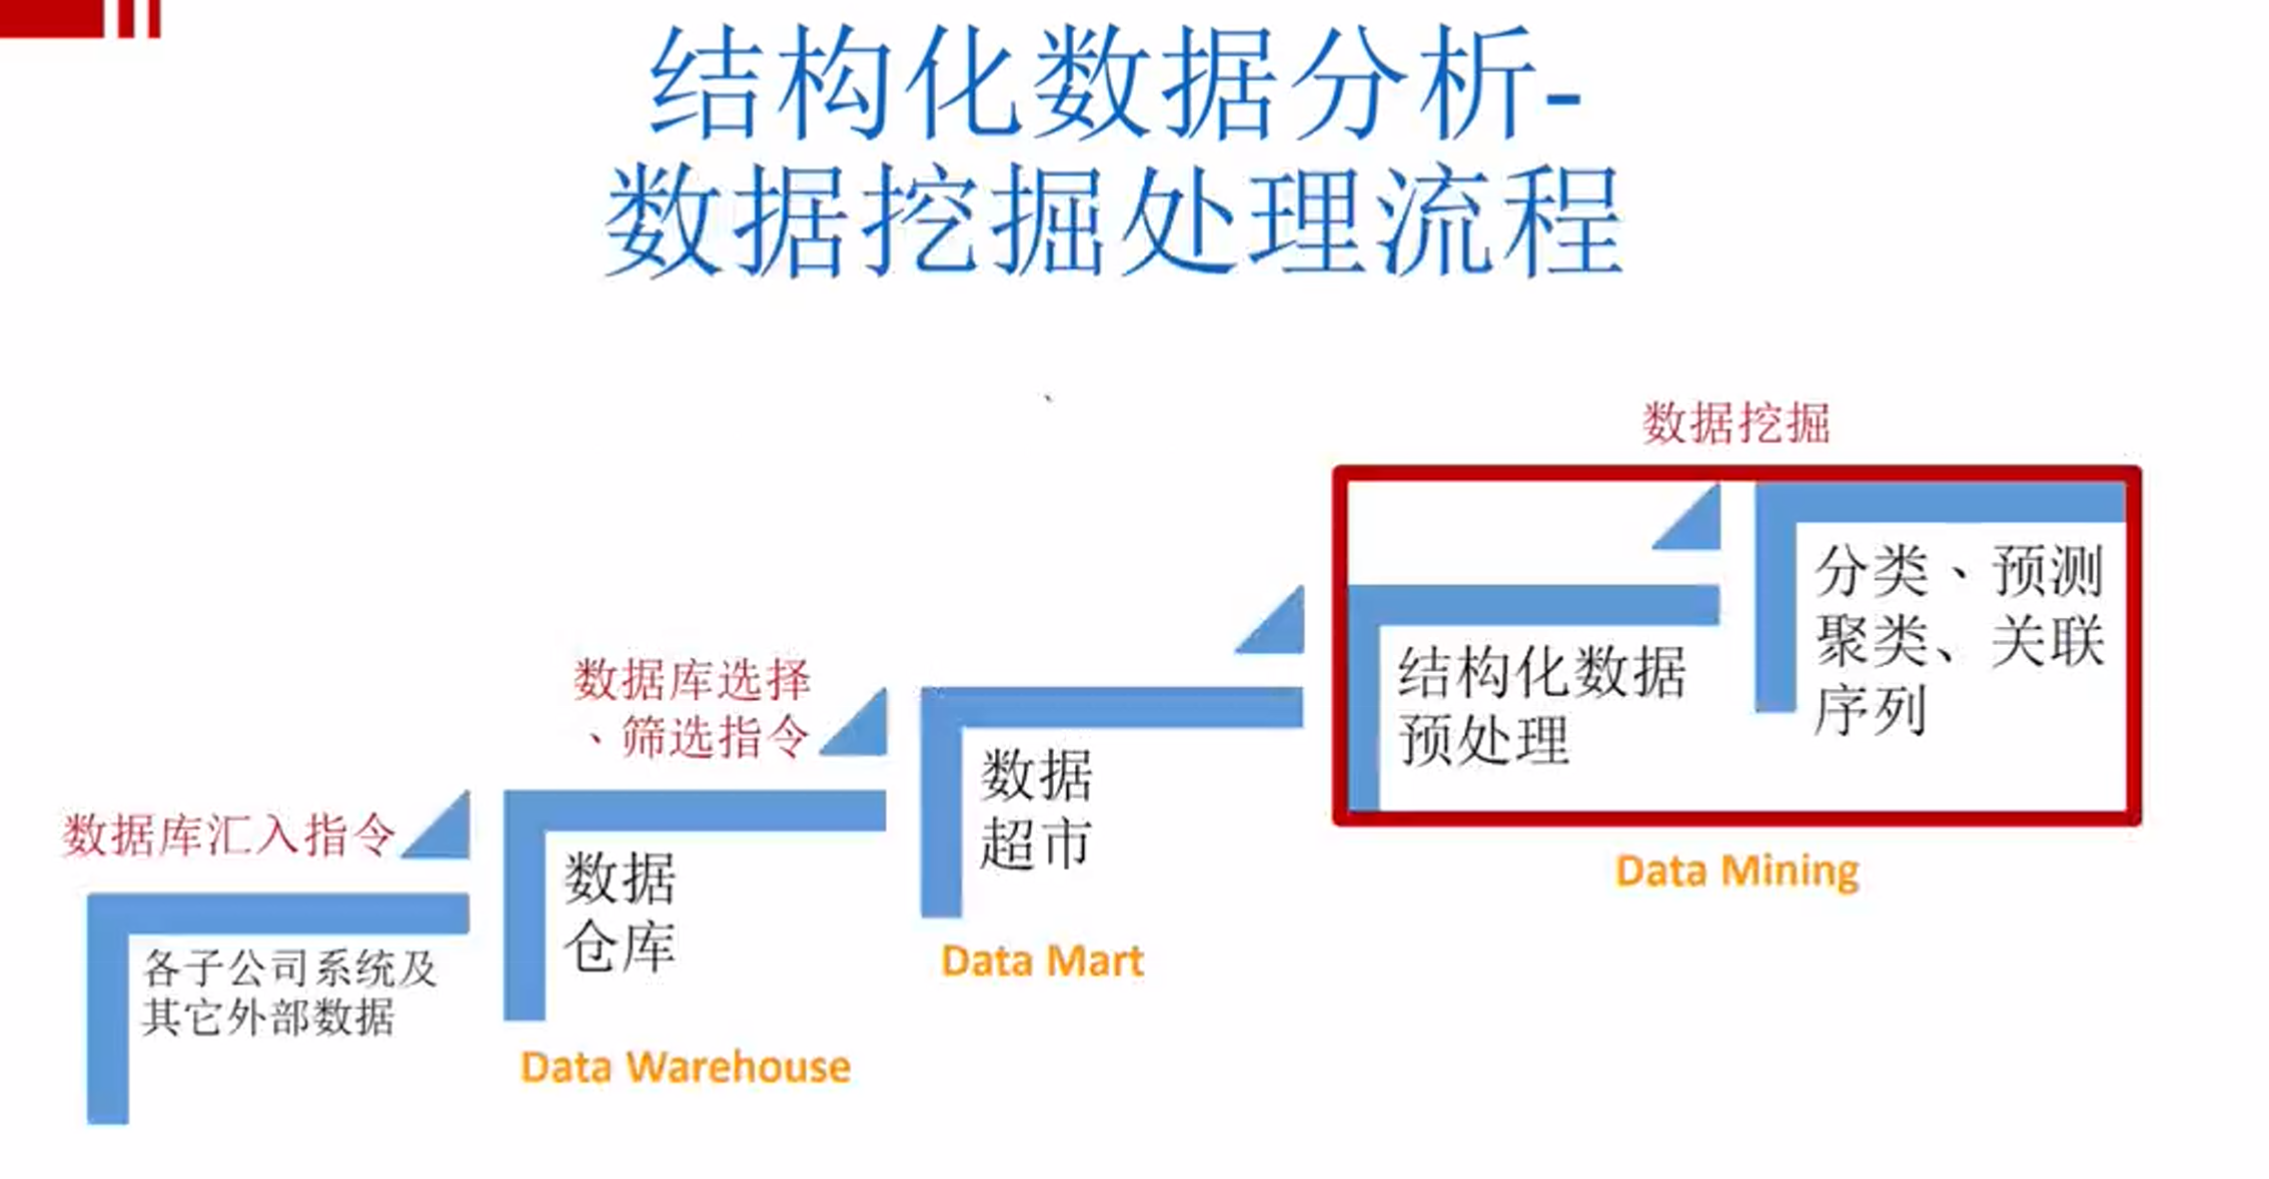 结构化数据分析-
数据挖掘处理流程
数据挖掘
分类、预测
聚类、关联
序列
结构化数据
预处理
Data Mining
数据库选择
、筛选指令
数据
超市
Data Mart
数据库汇入指令
数据
仓库
Data Warehouse
各子公司系统及
其它外部数据